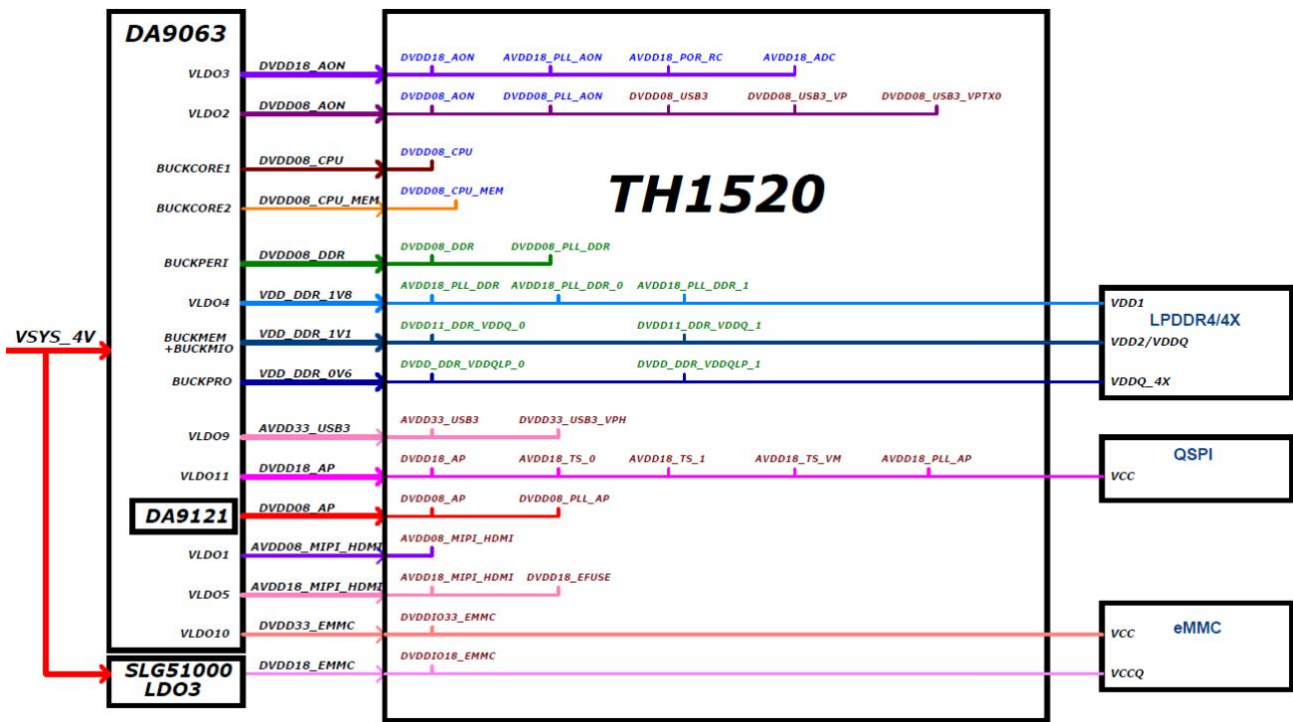 DA9063
TH1520
VSYS_4V
VLDO3 DVDD18_AON DVDD18_AON AVDD18_PLL_AON AVDD18_POR_RC AVDD18_ADC
VLDO2 DVDD08_AON DVDD08_AON DVDD08_PLL_AON DVDD08_USB3 DVDD08_USB3_VP DVDD08_USB3_VPTX0
BUCKCORE1 DVDD08_CPU DVDD08_CPU
BUCKCORE2 DVDD08_CPU_MEM DVDD08_CPU_MEM
BUCKPERI DVDD08_DDR DVDD08_DDR DVDD08_PLL_DDR
VLDO4 VDD_DDR_1V8 AVDD18_PLL_DDR AVDD18_PLL_DDR_0 AVDD18_PLL_DDR_1 VDD1
LPDDR4/4X
BUCKMEM
+BUCKMIO VDD_DDR_1V1 DVDD11_DDR_VDDQ_0 DVDD11_DDR_VDDQ_1 VDD2/VDDQ
BUCKPRO VDD_DDR_0V6 DVDD_DDR_VDDQLP_0 DVDD_DDR_VDDQLP_1 VDDQ_4X
VLDO9 AVDD33_USB3 AVDD33_USB3 DVDD33_USB3_VPH
QSPI
VLDO11 DVDD18_AP DVDD18_AP AVDD18_TS_0 AVDD18_TS_1 AVDD18_TS_VM AVDD18_PLL_AP VCC
DA9121 DVDD08_AP DVDD08_AP DVDD08_PLL_AP
VLDO1 AVDD08_MIPI_HDMI AVDD08_MIPI_HDMI
VLDO5 AVDD18_MIPI_HDMI AVDD18_MIPI_HDMI DVDD18_EFUSE
VLDO10 DVDD33_EMMC DVDDIO33_EMMC VCC
eMMC
SLG51000
LDO3 DVDD18_EMMC DVDDIO18_EMMC VCCQ